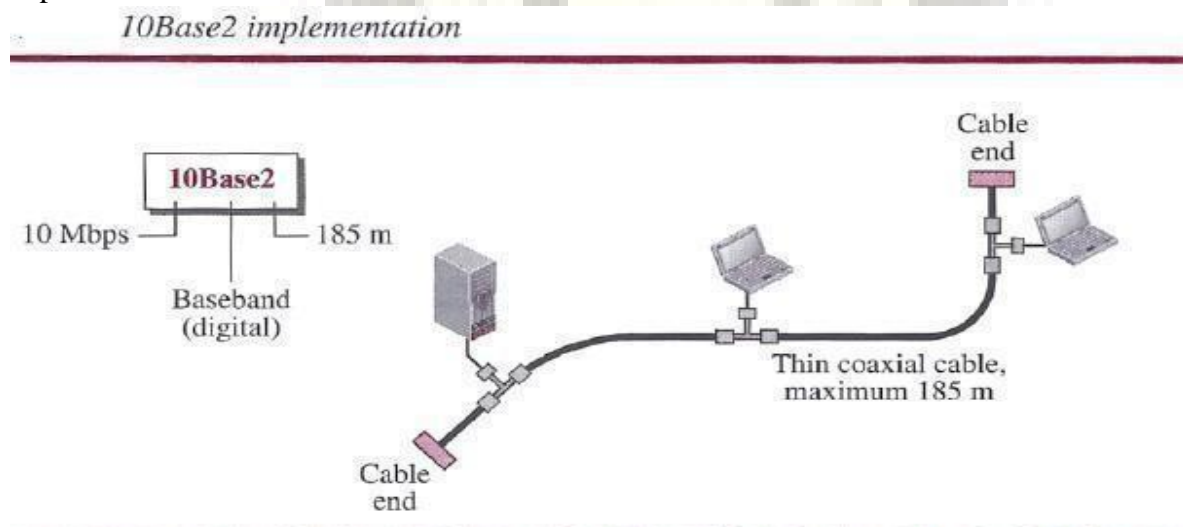 10Base2 implementation
Cable
end
10Base2
10 Mbps
185 m
Baseband
(digital)
Thin coaxial cable,
maximum 185 m
Cable
end